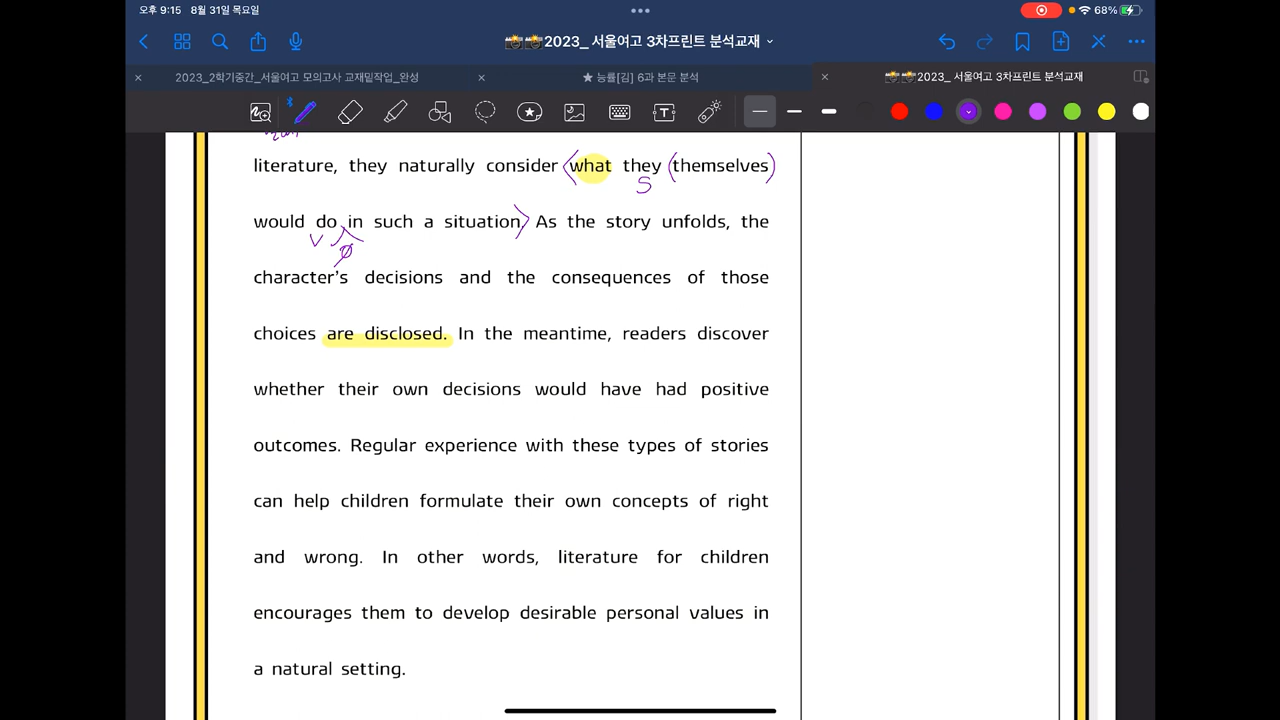 오후 9:15 8월 31일 목요일
68%
2023_ 서울여고 3차프린트 분석교재
2023_2학기중간_서울여고 모의고사 교재밑작업_완성
★ 능률[김] 6과 본문 분석
2023_ 서울여고 3차프린트 분석교재
literature, they naturally consider what they themselves
S
would do in such a situation. As the story unfolds, the
V
character's decisions and the consequences of those
choices are disclosed. In the meantime, readers discover
whether their own decisions would have had positive
outcomes. Regular experience with these types of stories
can help children formulate their own concepts of right
and wrong. In other words, literature for children
encourages them to develop desirable personal values in
a natural setting.